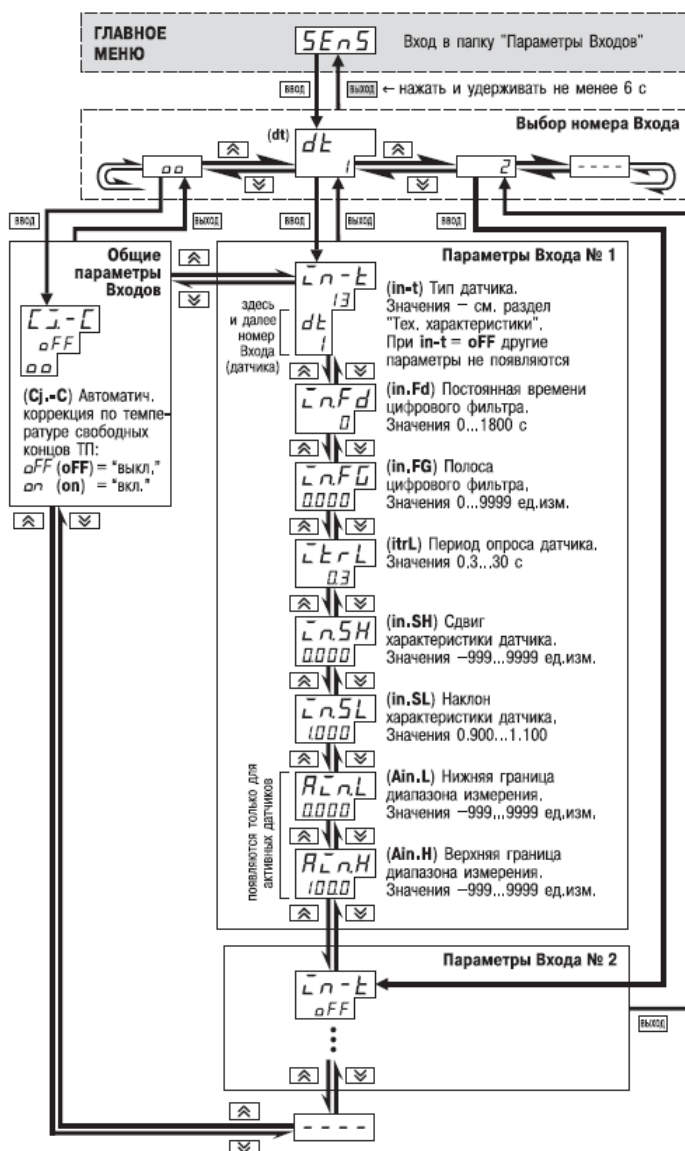 ГЛАВНОЕ
МЕНЮ
SEnS
Вход в папку "Параметры Входов"
ввод
выход
← нажать и удерживать не менее 6 с
Выбор номера Входа
(dt)
dt
1
oo
2
- - - -
ввод
выход
ввод
выход
ввод
Общие
параметры
Входов
Cj.-C
oFF
oo
(Cj.-C) Автоматич.
коррекция по темпе-
ратуре свободных
концов ТП:
oFF (oFF) = "выкл."
on (on) = "вкл."
Параметры Входа № 1
in-t
13
dt
1
здесь
и далее
номер
Входа
(датчика)
(in-t) Тип датчика.
Значения – см. раздел
"Тех. характеристики".
При in-t = oFF другие
параметры не появляются
in.Fd
0
(in.Fd) Постоянная времени
цифрового фильтра.
Значения 0...1800 с
in.FG
0.000
(in.FG) Полоса
цифрового фильтра,
Значения 0...9999 ед.изм.
itrL
0.3
(itrL) Период опроса датчика.
Значения 0.3...30 с
in.SH
0.000
(in.SH) Сдвиг
характеристики датчика.
Значения –999...9999 ед.изм.
in.SL
1.000
(in.SL) Наклон
характеристики датчика,
Значения 0.900...1.100
появляются только для
активных датчиков
Ain.L
0.000
(Ain.L) Нижняя граница
диапазона измерения.
Значения –999...9999 ед.изм.
Ain.H
100.0
(Ain.H) Верхняя граница
диапазона измерения.
Значения –999...9999 ед.изм.
Параметры Входа № 2
in-t
oFF
выход
- - - -